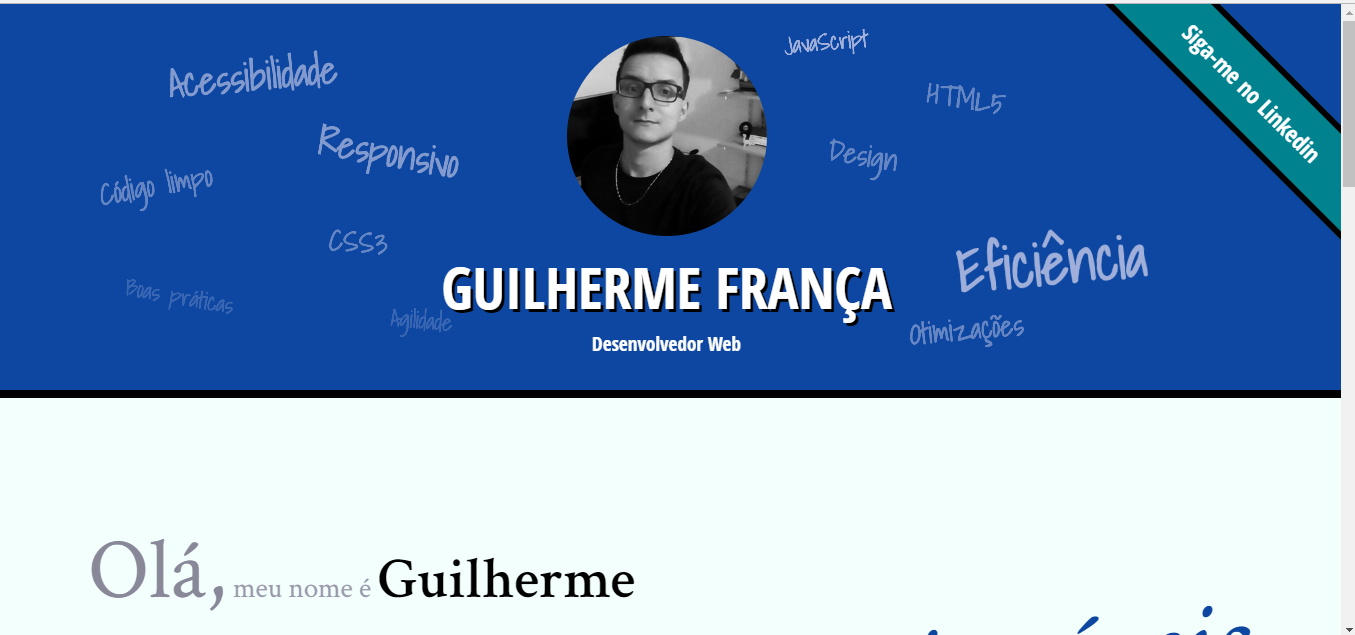 JavaScript
Siga-me no Linkedin
Acessibilidade
HTML5
Responsivo
Design
Código limpo
CSS3
Eficiência
Boas práticas
GUILHERME FRANÇA
Agilidade
Otimizações
Desenvolvedor Web
Olá, meu nome é Guilherme